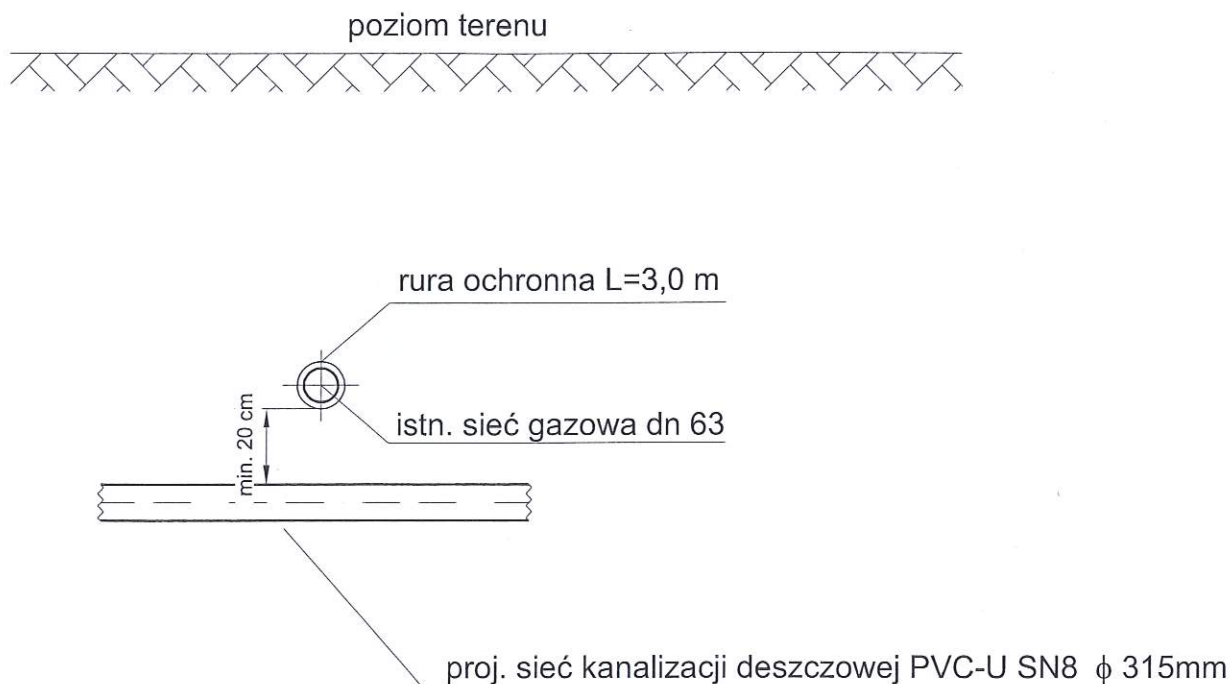 poziom terenu
rura ochronna L=3,0 m
istn. sieć gazowa dn 63
min. 20 cm
proj. sieć kanalizacji deszczowej PVC-U SN8 ϕ 315mm